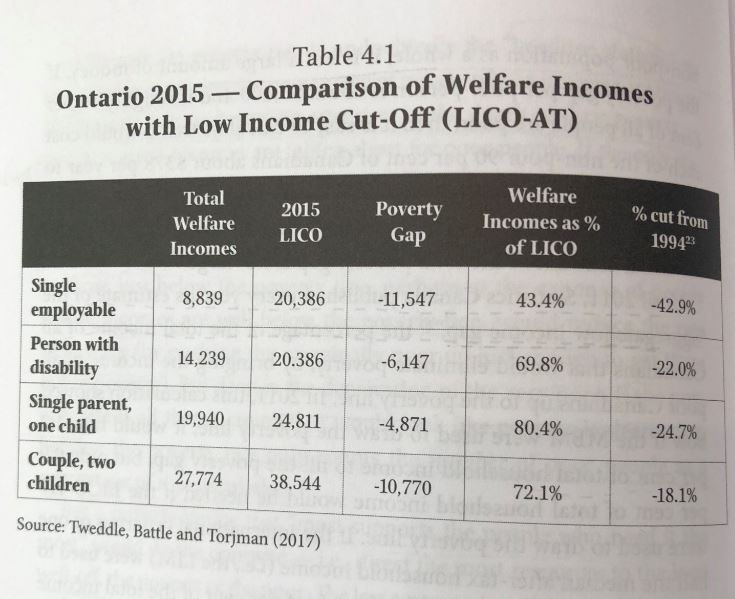 Table 4.1
Ontario 2015 — Comparison of Welfare Incomes
with Low Income Cut-Off (LICO-AT)
Total Welfare Incomes | 2015 LICO | Poverty Gap | Welfare Incomes as % of LICO | % cut from 1994²³
Single employable | 8,839 | 20,386 | -11,547 | 43.4% | -42.9%
Person with disability | 14,239 | 20.386 | -6,147 | 69.8% | -22.0%
Single parent, one child | 19,940 | 24,811 | -4,871 | 80.4% | -24.7%
Couple, two children | 27,774 | 38.544 | -10,770 | 72.1% | -18.1%
Source: Tweddle, Battle and Torjman (2017)